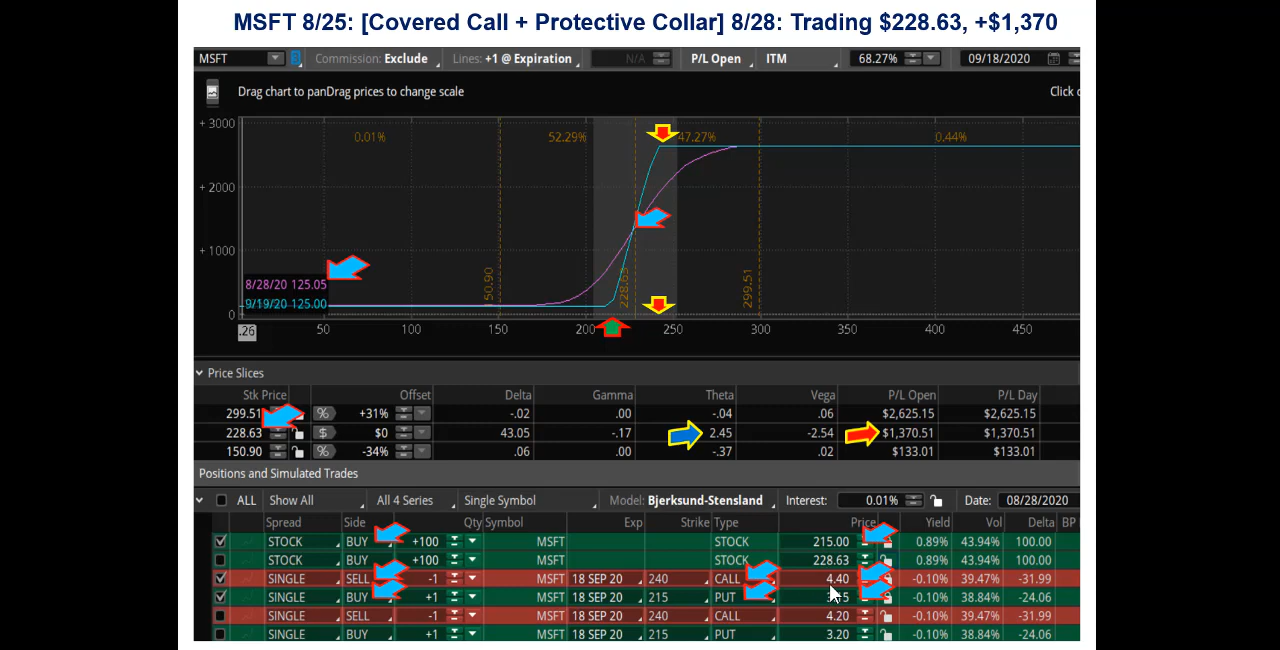 MSFT 8/25: [Covered Call + Protective Collar] 8/28: Trading $228.63, +$1,370
MSFT Commission: Exclude Lines: +1 @ Expiration N/A P/L Open ITM 68.27% 09/18/2020
Drag chart to panDrag prices to change scale Click
+ 3000 0.01% 52.29% 47.27% 0.44%
+ 2000
+ 1000
8/28/20 125.05
9/19/20 125.00
299.51
0
.26 50 100 150 200 250 300 350 400 450
Price Slices
Stk Price Offset Delta Gamma Theta Vega P/L Open P/L Day
299.51 % +31% -.02 .00 -.04 .06 $2,625.15 $2,625.15
228.63 $ $0 43.05 -.17 2.45 -2.54 $1,370.51 $1,370.51
150.90 % -34% .06 .00 -.37 .02 $133.01 $133.01
Positions and Simulated Trades
ALL Show All All 4 Series Single Symbol Model: Bjerksund-Stensland Interest: 0.01% Date: 08/28/2020
Spread Side Qty Symbol Exp Strike Type Price Yield Vol Delta BP
STOCK BUY +100 MSFT STOCK 215.00 0.89% 43.94% 100.00
STOCK BUY +100 MSFT STOCK 228.63 0.89% 43.94% 100.00
SINGLE SELL -1 MSFT 18 SEP 20 240 CALL 4.40 -0.10% 39.47% -31.99
SINGLE BUY +1 MSFT 18 SEP 20 215 PUT -0.10% 38.84% -24.06
SINGLE SELL -1 MSFT 18 SEP 20 240 CALL 4.20 -0.10% 39.47% -31.99
SINGLE BUY +1 MSFT 18 SEP 20 215 PUT 3.20 -0.10% 38.84% -24.06